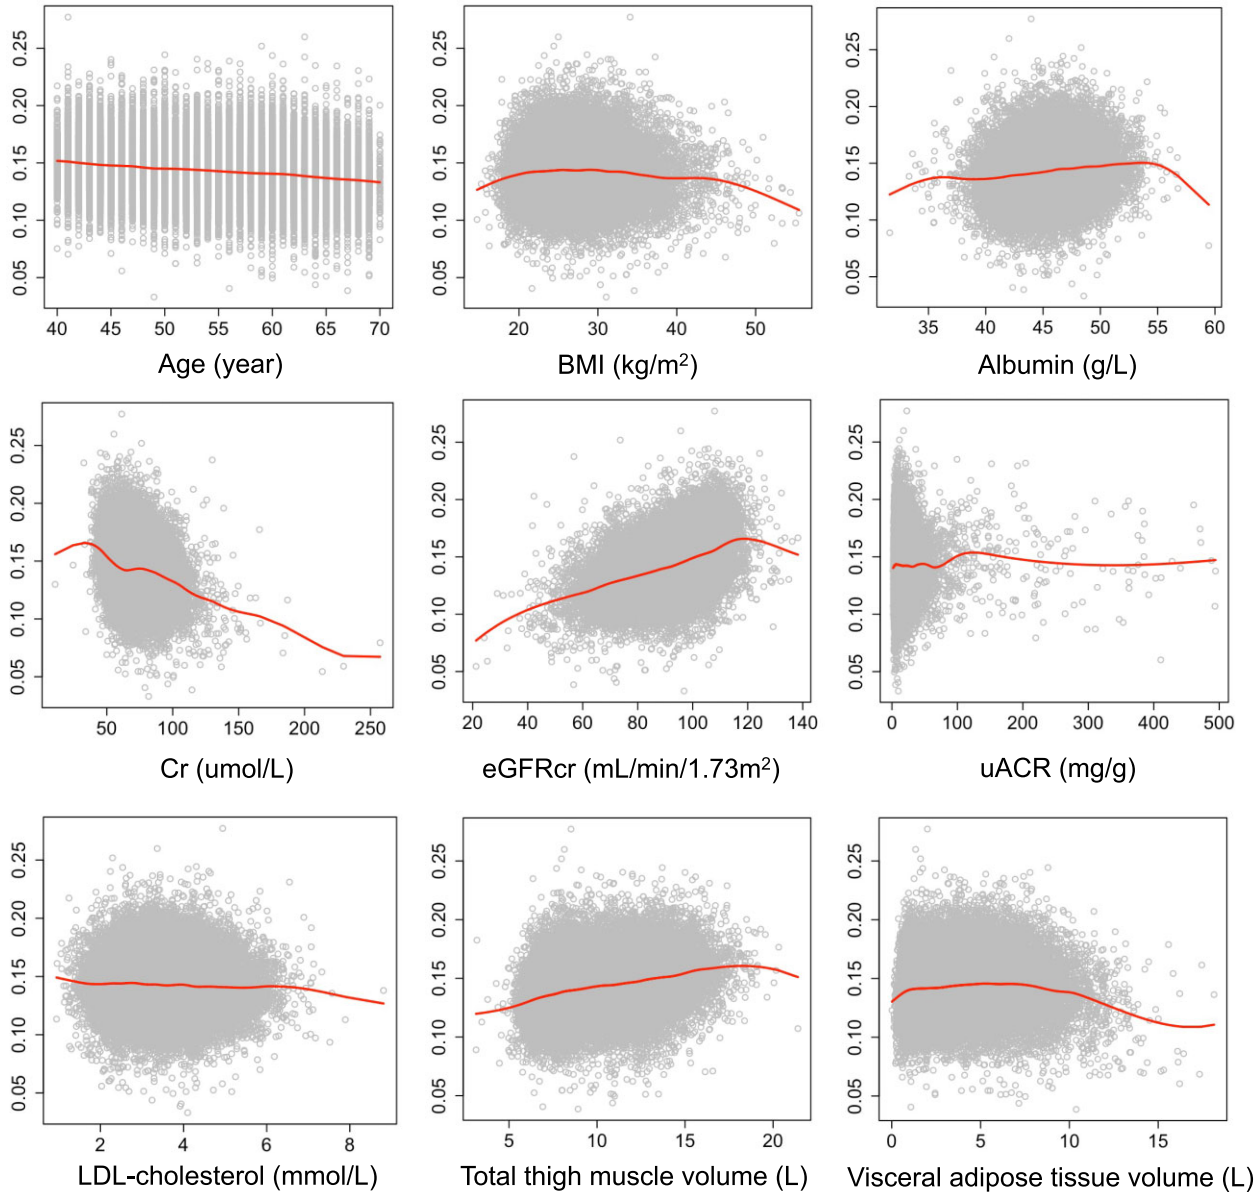 0.05 0.10 0.15 0.20 0.25
40 45 50 55 60 65 70
Age (year)
0.05 0.10 0.15 0.20 0.25
20 30 40 50
BMI (kg/m²)
0.05 0.10 0.15 0.20 0.25
35 40 45 50 55 60
Albumin (g/L)
0.05 0.10 0.15 0.20 0.25
50 100 150 200 250
Cr (umol/L)
0.05 0.10 0.15 0.20 0.25
20 40 60 80 100 120 140
eGFRcr (mL/min/1.73m²)
0.05 0.10 0.15 0.20 0.25
0 100 200 300 400 500
uACR (mg/g)
0.05 0.10 0.15 0.20 0.25
2 4 6 8
LDL-cholesterol (mmol/L)
0.05 0.10 0.15 0.20 0.25
5 10 15 20
Total thigh muscle volume (L)
0.05 0.10 0.15 0.20 0.25
0 5 10 15
Visceral adipose tissue volume (L)